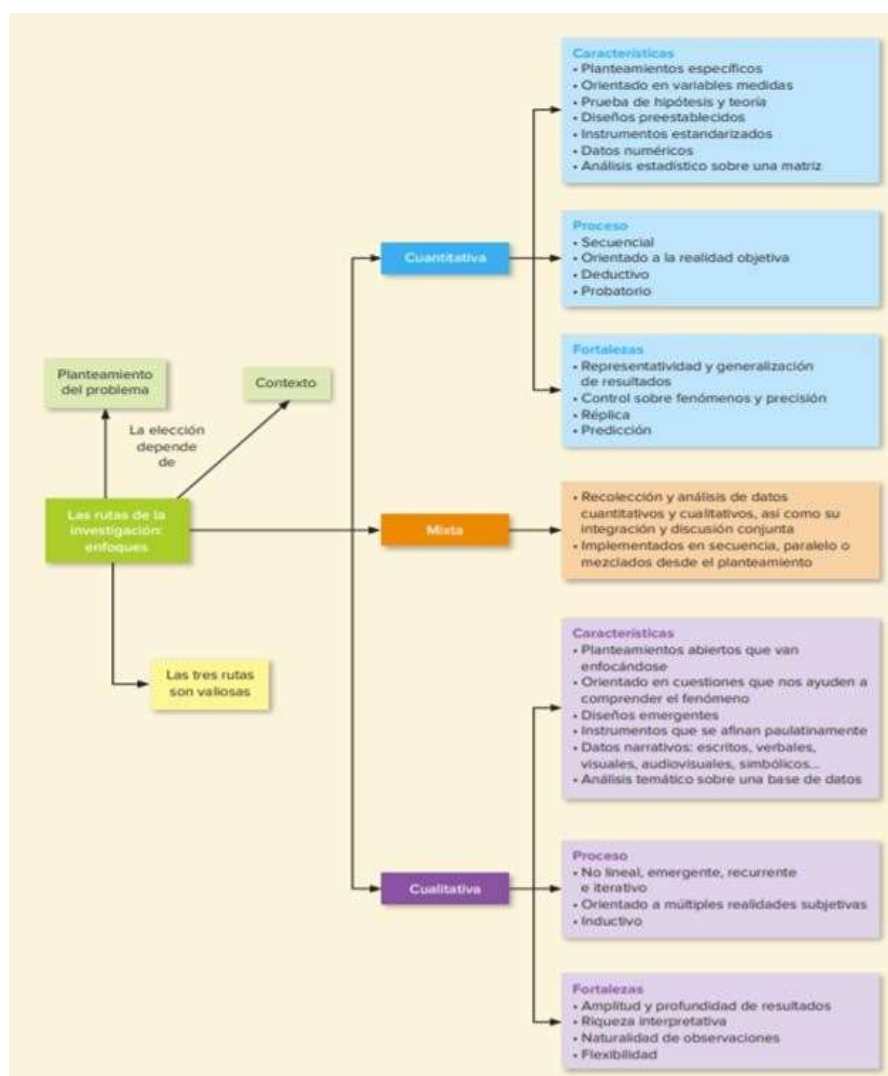 Planteamiento
del problema
Contexto
La elección
depende
de
Las rutas de la
investigación:
enfoques
Las tres rutas
son valiosas
Cuantitativa
Características
• Planteamientos específicos
• Orientado en variables medidas
• Prueba de hipótesis y teoría
• Diseños preestablecidos
• Instrumentos estandarizados
• Datos numéricos
• Análisis estadístico sobre una matriz
Proceso
• Secuencial
• Orientado a la realidad objetiva
• Deductivo
• Probatorio
Fortalezas
• Representatividad y generalización
de resultados
• Control sobre fenómenos y precisión
• Réplica
• Predicción
Mixta
• Recolección y análisis de datos
cuantitativos y cualitativos, así como su
integración y discusión conjunta
• Implementados en secuencia, paralelo o
mezclados desde el planteamiento
Cualitativa
Características
• Planteamientos abiertos que van
enfocándose
• Orientado en cuestiones que nos ayuden a
comprender el fenómeno
• Diseños emergentes
• Instrumentos que se afinan paulatinamente
• Datos narrativos: escritos, verbales,
visuales, audiovisuales, simbólicos...
• Análisis temático sobre una base de datos
Proceso
• No lineal, emergente, recurrente
e iterativo
• Orientado a múltiples realidades subjetivas
• Inductivo
Fortalezas
• Amplitud y profundidad de resultados
• Riqueza interpretativa
• Naturalidad de observaciones
• Flexibilidad